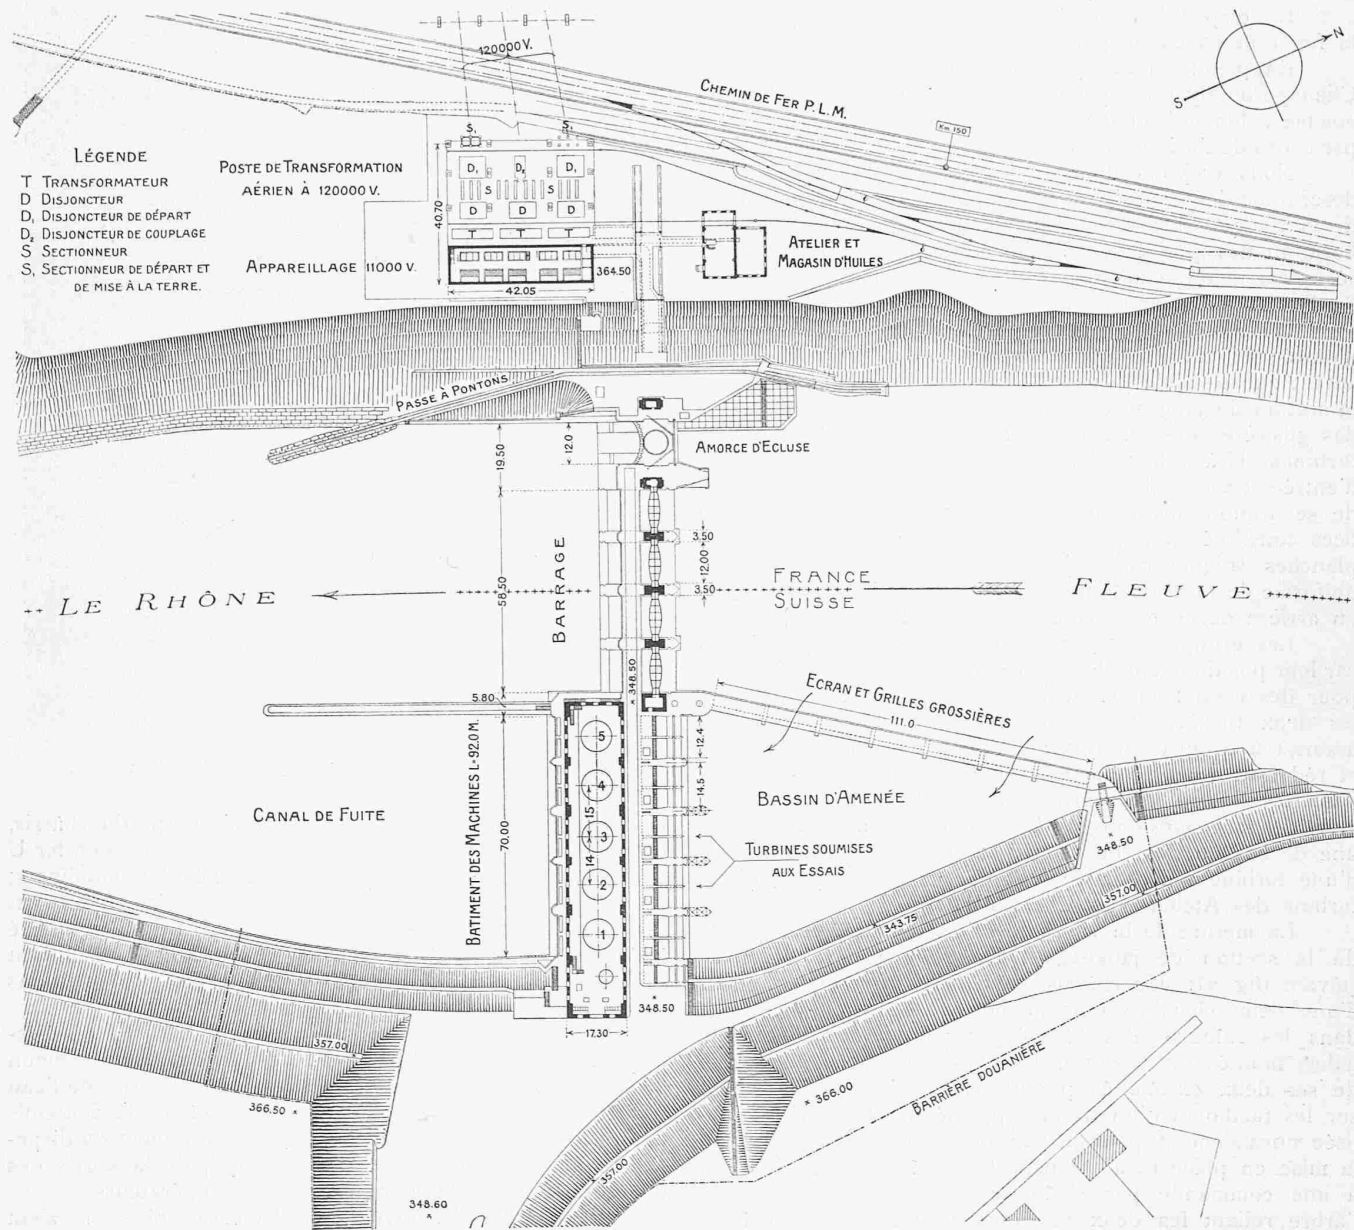 120000 V.
CHEMIN DE FER P.L.M.
Km 150
N
S
LÉGENDE
T TRANSFORMATEUR
D DISJONCTEUR
D₁ DISJONCTEUR DE DÉPART
D₂ DISJONCTEUR DE COUPLAGE
S SECTIONNEUR
S₁ SECTIONNEUR DE DÉPART ET
DE MISE À LA TERRE.
POSTE DE TRANSFORMATION
AÉRIEN À 120000 V.
APPAREILLAGE 11000 V.
S₁ S₁
D₁ D₂ D₁
S S
D D D
T T T
40.70
42.05
364.50
ATELIER ET
MAGASIN D'HUILES
PASSE À PONTONS
AMORCE D'ECLUSE
19.50
12.0
58.50
BARRAGE
3.50
12.00
3.50
FRANCE
SUISSE
LE RHÔNE
FLEUVE
348.50
5.80
ECRAN ET GRILLES GROSSIÈRES
111.0
12.4
14.5
BATIMENT DES MACHINES L=92.0 M.
70.00
5
4
15
3
14
2
1
CANAL DE FUITE
BASSIN D'AMENÉE
TURBINES SOUMISES
AUX ESSAIS
348.50
357.00
343.75
348.50
17.30
357.00
366.50
366.00
BARRIÈRE DOUANIÈRE
357.00
348.60